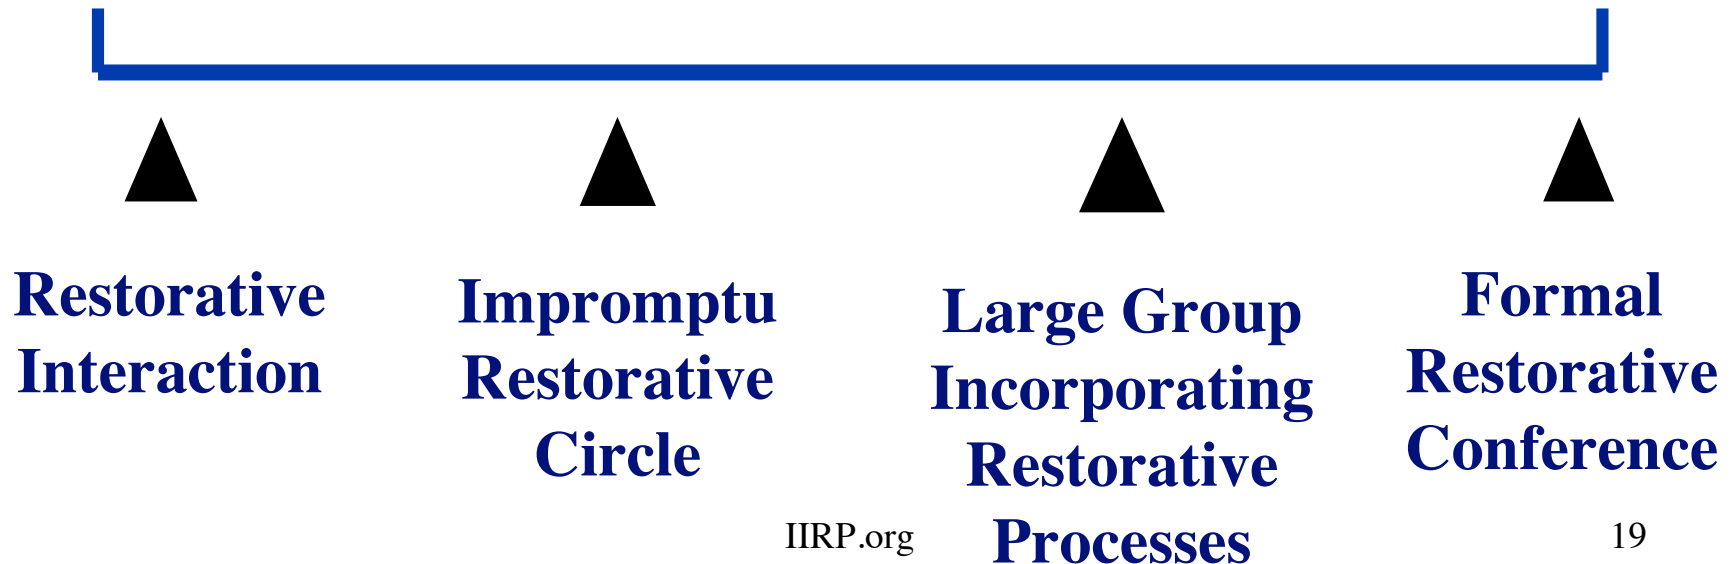 Restorative
Interaction
Impromptu
Restorative
Circle
Large Group
Incorporating
Restorative
Processes
Formal
Restorative
Conference
IIRP.org
19